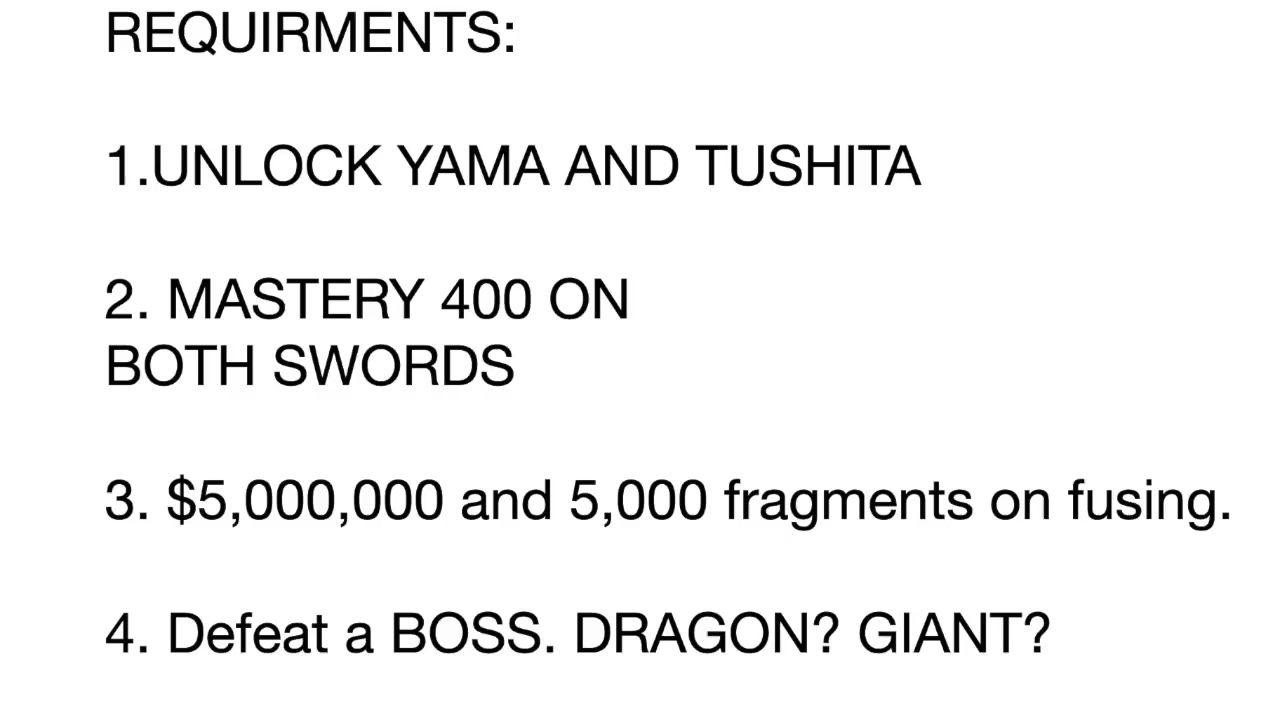 REQUIRMENTS:
1.UNLOCK YAMA AND TUSHITA
2. MASTERY 400 ON
BOTH SWORDS
3. $5,000,000 and 5,000 fragments on fusing.
4. Defeat a BOSS. DRAGON? GIANT?